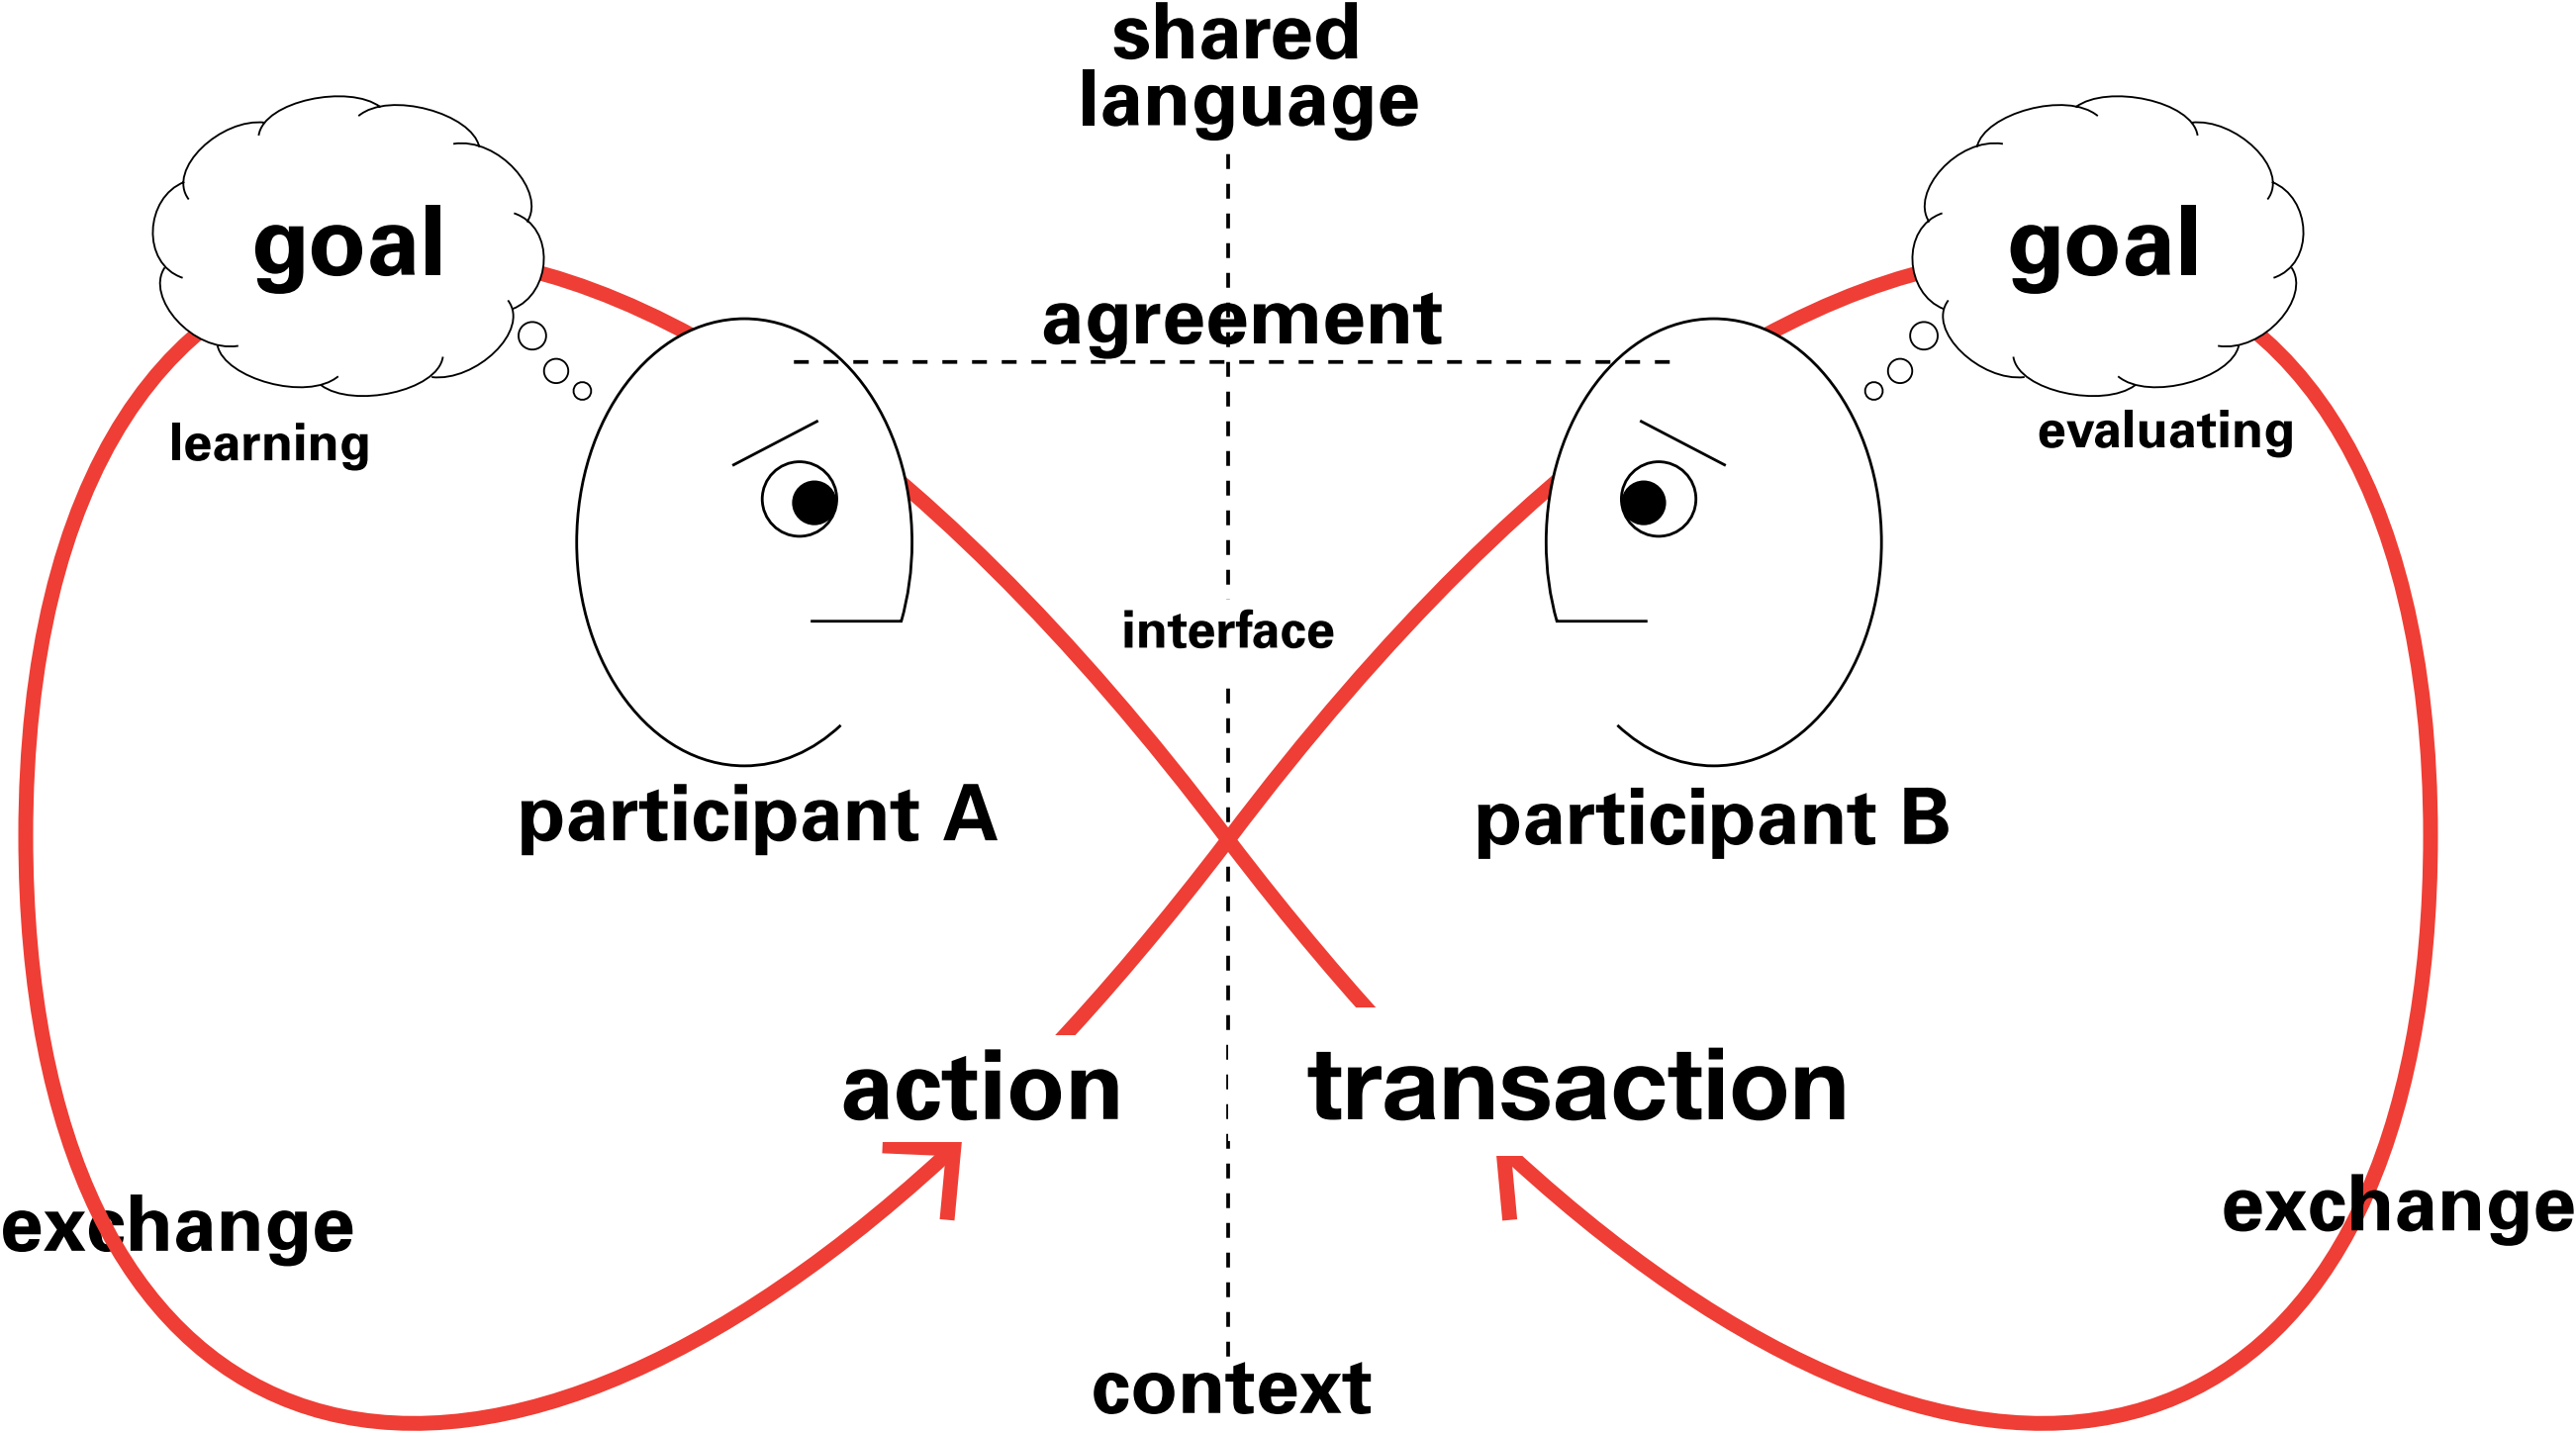 shared
language
goal
goal
agreement
learning
evaluating
interface
participant A
participant B
action
transaction
exchange
exchange
context